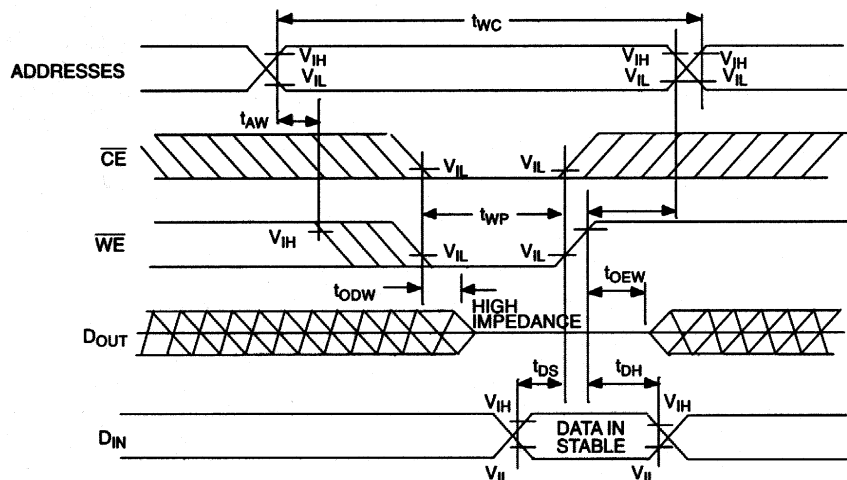 tWC
ADDRESSES
VIH
VIL
VIH
VIL
VIH
VIL
tAW
CE
VIL
VIL
tWP
WE
VIH
VIL
VIL
tODW
HIGH
IMPEDANCE
tOEW
DOUT
tDS
tDH
VIH
VIH
DIN
DATA IN
STABLE
VIL
VIL